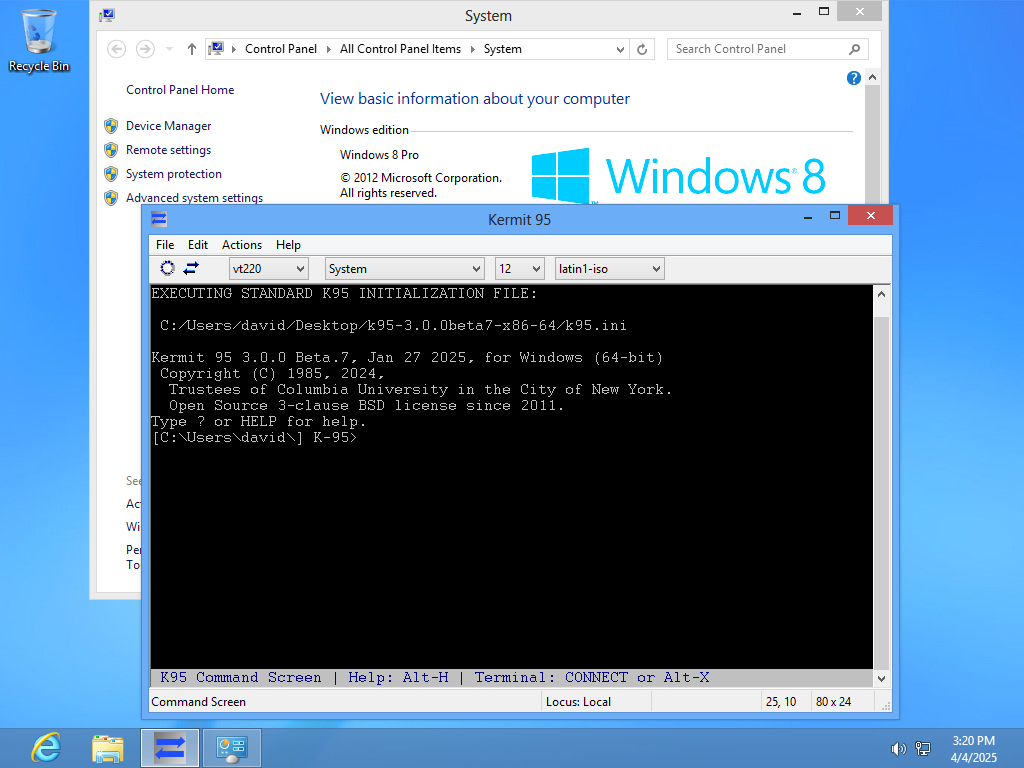 Recycle Bin
System
Control Panel
All Control Panel Items
System
Search Control Panel
Control Panel Home
Device Manager
Remote settings
System protection
Advanced system settings
See
Act
Wi
Per
To
View basic information about your computer
Windows edition
Windows 8 Pro
© 2012 Microsoft Corporation.
All rights reserved.
Windows 8
Kermit 95
File Edit Actions Help
vt220 System 12 latin1-iso
EXECUTING STANDARD K95 INITIALIZATION FILE:
C:/Users/david/Desktop/k95-3.0.0beta7-x86-64/k95.ini
Kermit 95 3.0.0 Beta.7, Jan 27 2025, for Windows (64-bit)
Copyright (C) 1985, 2024,
Trustees of Columbia University in the City of New York.
Open Source 3-clause BSD license since 2011.
Type ? or HELP for help.
[C:\Users\david\] K-95>
K95 Command Screen | Help: Alt-H | Terminal: CONNECT or Alt-X
Command Screen Locus: Local 25, 10 80 x 24
3:20 PM
4/4/2025